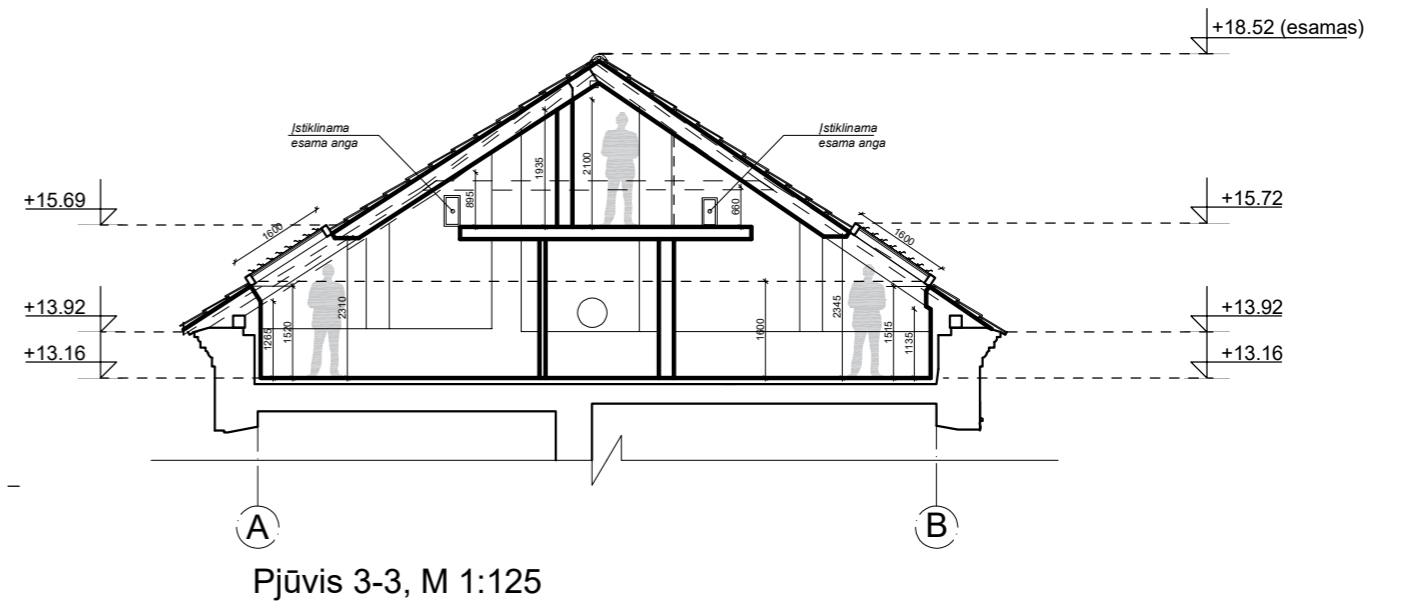 +18.52 (esamas)
Įstiklinama
esama anga
Įstiklinama
esama anga
1935
2100
895
660
+15.69
+15.72
1600
1600
+13.92
+13.92
+13.16
+13.16
1265
1520
2310
1600
2345
1515
1135
A
B
Pjūvis 3-3, M 1:125